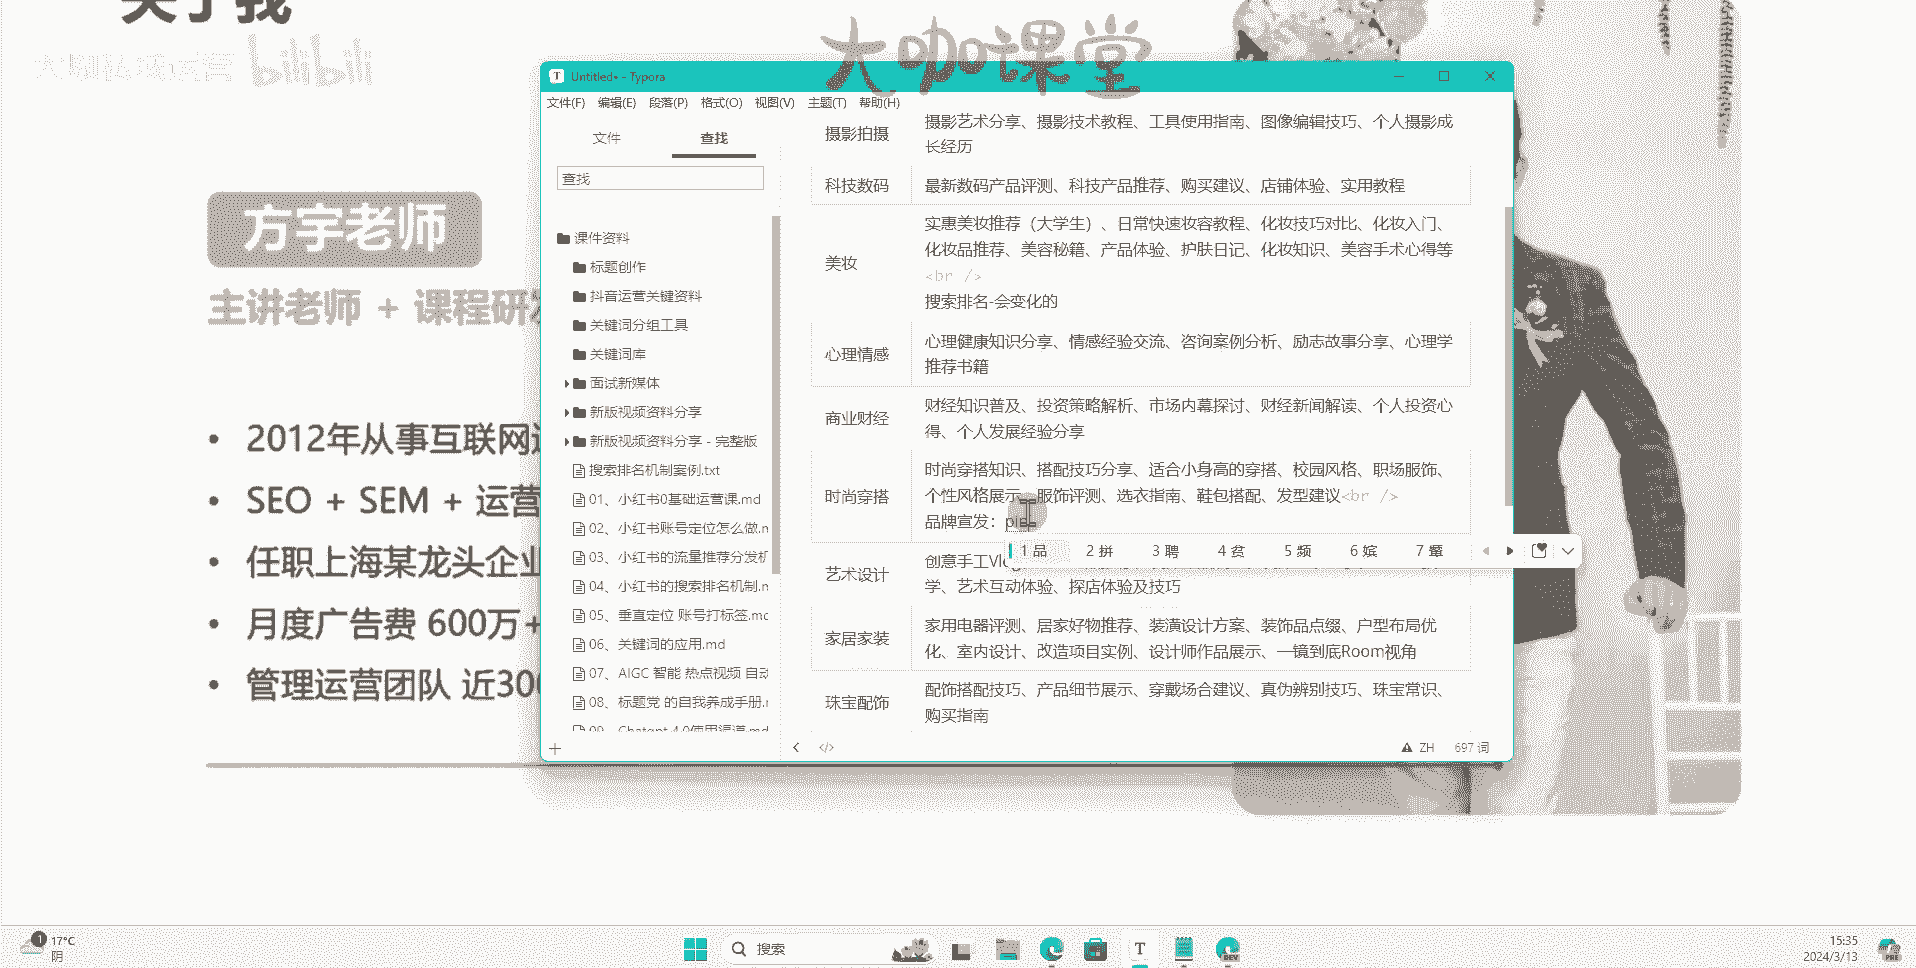 关于我
大咖私域运营 bilibili
大咖课堂
方宇老师
主讲老师 + 课程研发
2012年从事互联网
SEO + SEM + 运营
任职上海某龙头企业
月度广告费 600万+
管理运营团队 近300
Untitled• - Typora
文件(F) 编辑(E) 段落(P) 格式(O) 视图(V) 主题(T) 帮助(H)
文件 查找
查找
课件资料
标题创作
抖音运营关键资料
关键词分组工具
关键词库
面试新媒体
新版视频资料分享
新版视频资料分享 - 完整版
搜索排名机制案例.txt
01、小红书0基础运营课.md
02、小红书账号定位怎么做.m
03、小红书的流量推荐分发机
04、小红书的搜索排名机制.m
05、垂直定位 账号打标签.md
06、关键词的应用.md
07、AIGC 智能 热点视频 自动
08、标题党 的自我养成手册.m
09、Chatgpt 4.0使用渠道.md
摄影拍摄
摄影艺术分享、摄影技术教程、工具使用指南、图像编辑技巧、个人摄影成
长经历
科技数码
最新数码产品评测、科技产品推荐、购买建议、店铺体验、实用教程
美妆
实惠美妆推荐（大学生）、日常快速妆容教程、化妆技巧对比、化妆入门、
化妆品推荐、美容秘籍、产品体验、护肤日记、化妆知识、美容手术心得等
<br />
搜索排名-会变化的
心理情感
心理健康知识分享、情感经验交流、咨询案例分析、励志故事分享、心理学
推荐书籍
商业财经
财经知识普及、投资策略解析、市场内幕探讨、财经新闻解读、个人投资心
得、个人发展经验分享
时尚穿搭
时尚穿搭知识、搭配技巧分享、适合小身高的穿搭、校园风格、职场服饰、
个性风格展示、服饰评测、选衣指南、鞋包搭配、发型建议<br />
品牌宣发：
1 品 2 拼 3 聘 4 贫 5 频 6 嫔 7 颦
艺术设计
创意手工Vlog
学、艺术互动体验、探店体验及技巧
家居家装
家用电器评测、居家好物推荐、装潢设计方案、装饰品点缀、户型布局优
化、室内设计、改造项目实例、设计师作品展示、一镜到底Room视角
珠宝配饰
配饰搭配技巧、产品细节展示、穿戴场合建议、真伪辨别技巧、珠宝常识、
购买指南
ZH 697 词
1 17°C
阴
搜索
DEV
15:35
2024/3/13
PRE